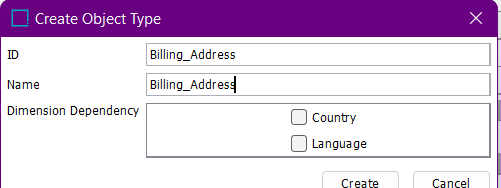 Create Object Type
ID Billing_Address
Name Billing_Address
Dimension Dependency
Country
Language
Create Cancel